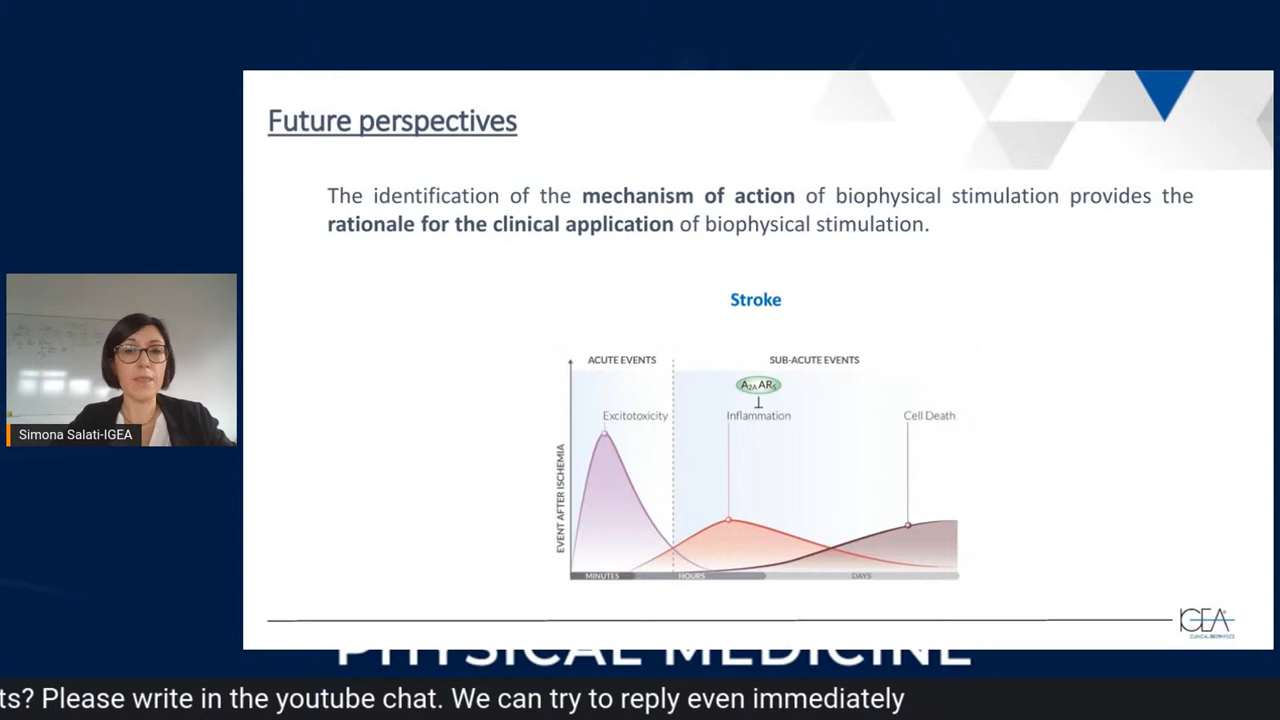 Future perspectives
The identification of the mechanism of action of biophysical stimulation provides the
rationale for the clinical application of biophysical stimulation.
Stroke
ACUTE EVENTS
SUB-ACUTE EVENTS
A2A ARs
Excitotoxicity
Inflammation
Cell Death
EVENT AFTER ISCHEMIA
MINUTES
HOURS
DAYS
Simona Salati-IGEA
IGEA
CLINICAL BIOPHYSICS
PHYSICAL MEDICINE
ts? Please write in the youtube chat. We can try to reply even immediately